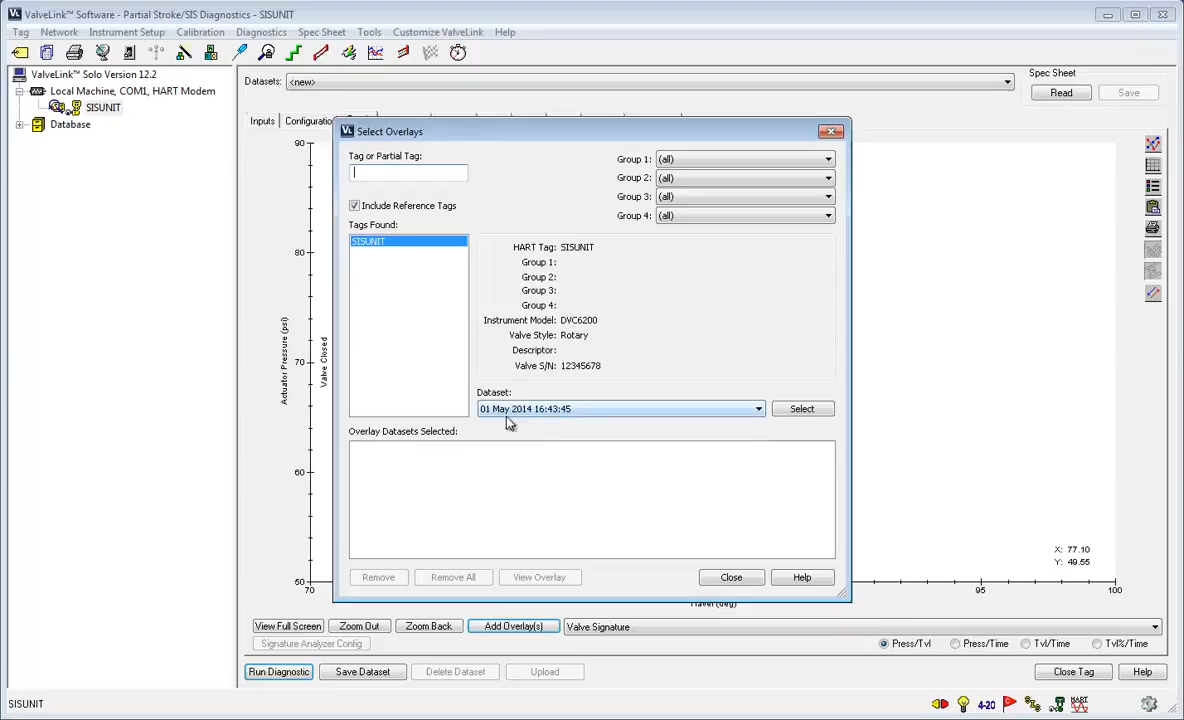 ValveLink™ Software - Partial Stroke/SIS Diagnostics - SISUNIT
Tag Network Instrument Setup Calibration Diagnostics Spec Sheet Tools Customize ValveLink Help
ValveLink™ Solo Version 12.2
Local Machine, COM1, HART Modem
SISUNIT
Database
Datasets: <new>
Spec Sheet
Read Save
Inputs Configuratio
90
80
70
60
50
Actuator Pressure (psi)
Valve Closed
Select Overlays
Tag or Partial Tag:
Include Reference Tags
Tags Found:
SISUNIT
Group 1: (all)
Group 2: (all)
Group 3: (all)
Group 4: (all)
HART Tag: SISUNIT
Group 1:
Group 2:
Group 3:
Group 4:
Instrument Model: DVC6200
Valve Style: Rotary
Descriptor:
Valve S/N: 12345678
Dataset:
01 May 2014 16:43:45 Select
Overlay Datasets Selected:
Remove Remove All View Overlay Close Help
X: 77.10
Y: 49.55
70 95 100
Travel (deg)
View Full Screen Zoom Out Zoom Back Add Overlay(s) Valve Signature
Signature Analyzer Config Press/Tvl Press/Time Tvl/Time Tvl%/Time
Run Diagnostic Save Dataset Delete Dataset Upload Close Tag Help
SISUNIT 4-20 HART